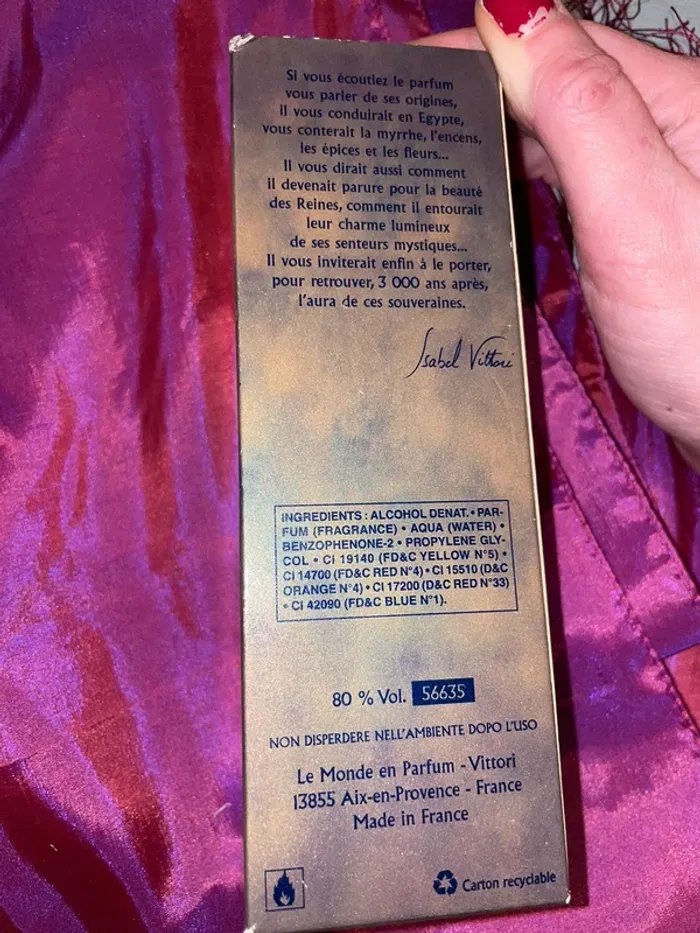 Si vous écoutiez le parfum
vous parler de ses origines,
il vous conduirait en Egypte,
vous conterait la myrrhe, l'encens,
les épices et les fleurs...
Il vous dirait aussi comment
il devenait parure pour la beauté
des Reines, comment il entourait
leur charme lumineux
de ses senteurs mystiques...
Il vous inviterait enfin à le porter,
pour retrouver, 3 000 ans après,
l'aura de ces souveraines.
Isabel Vittori
INGREDIENTS : ALCOHOL DENAT. • PAR-
FUM (FRAGRANCE) • AQUA (WATER) •
BENZOPHENONE-2 • PROPYLENE GLY-
COL • CI 19140 (FD&C YELLOW N°5) •
CI 14700 (FD&C RED N°4) • CI 15510 (D&C
ORANGE N°4) • CI 17200 (D&C RED N°33)
• CI 42090 (FD&C BLUE N°1).
80 % Vol. 56635
NON DISPERDERE NELL'AMBIENTE DOPO L'USO
Le Monde en Parfum - Vittori
13855 Aix-en-Provence - France
Made in France
Carton recyclable